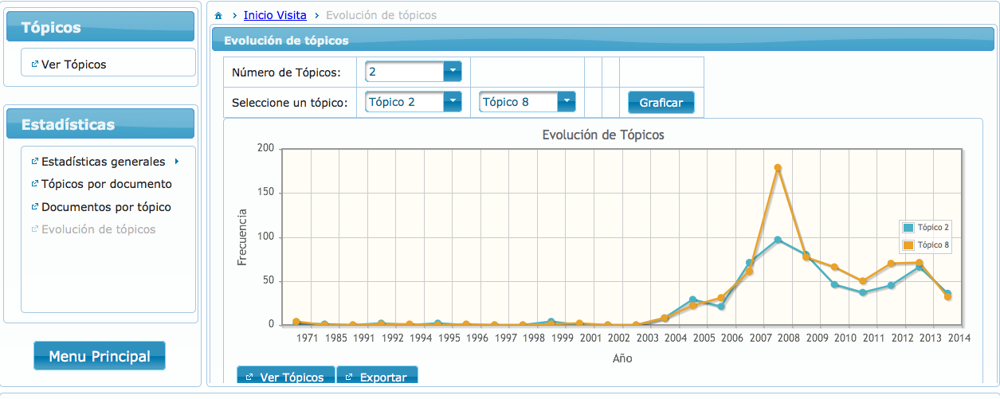 Tópicos
Ver Tópicos
Estadísticas
Estadísticas generales
Tópicos por documento
Documentos por tópico
Evolución de tópicos
Menu Principal
Inicio Visita
Evolución de tópicos
Evolución de tópicos
Número de Tópicos: 2
Seleccione un tópico: Tópico 2 Tópico 8 Graficar
Evolución de Tópicos
200
150
100
50
0
Frecuencia
Tópico 2
Tópico 8
1971 1985 1991 1992 1994 1995 1996 1997 1998 1999 2001 2002 2003 2004 2005 2006 2007 2008 2009 2010 2011 2012 2013 2014
Año
Ver Tópicos Exportar